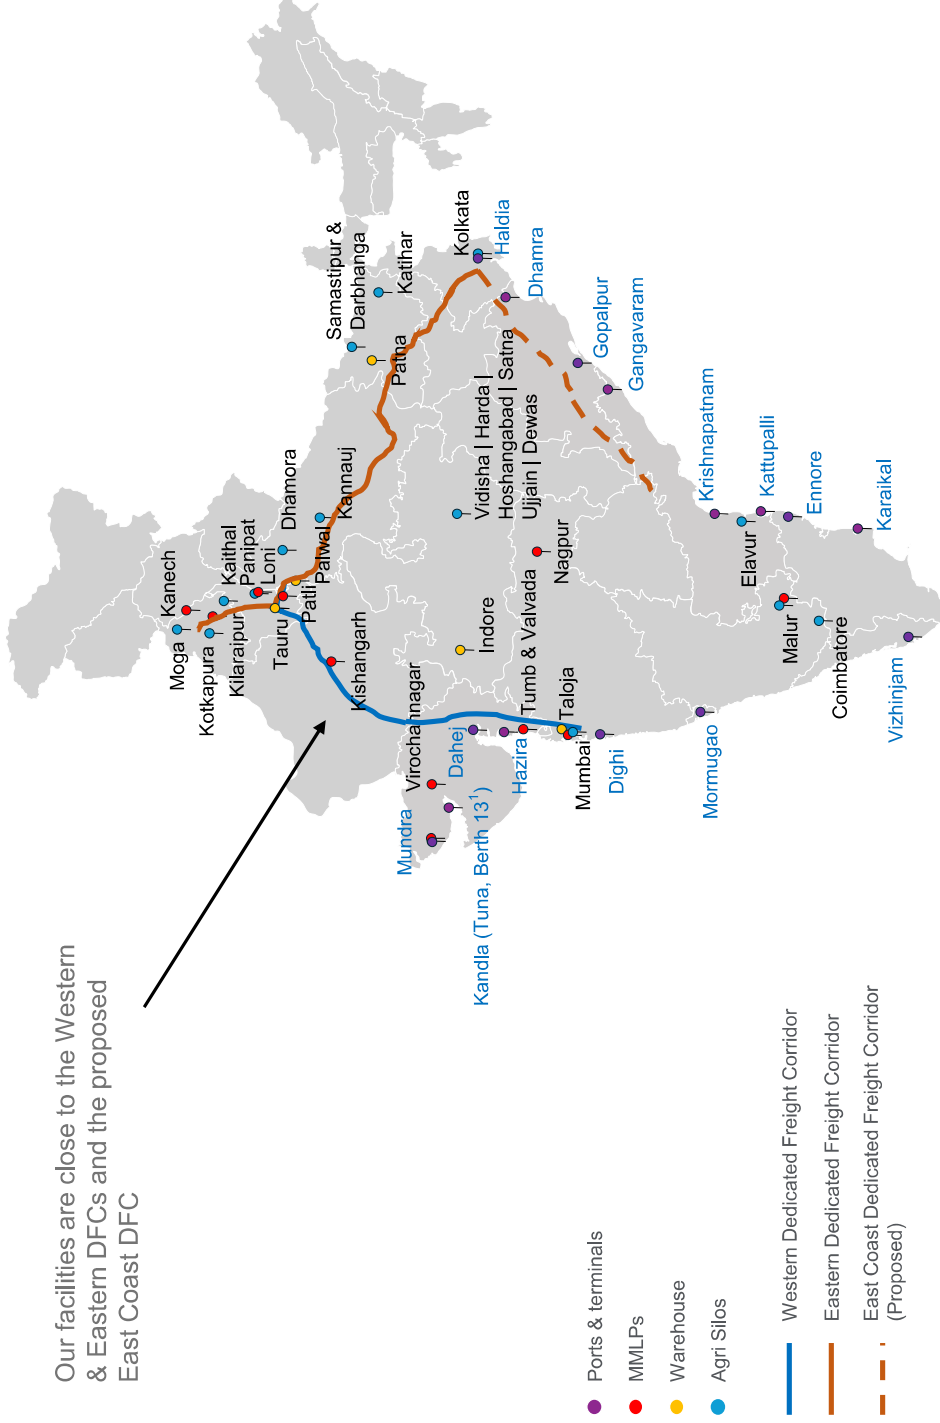 Our facilities are close to the Western
& Eastern DFCs and the proposed
East Coast DFC
Moga
Kanech
Kotkapura
Kilaraipur
Kaithal
Panipat
Loni
Tauru
Patli
Palwal
Dhamora
Kannauj
Samastipur &
Darbhanga
Katihar
Patna
Kolkata
Haldia
Dhamra
Gopalpur
Gangavaram
Kishangarh
Virochannagar
Mundra
Kandla (Tuna, Berth 13¹)
Dahej
Hazira
Tumb & Valvada
Indore
Vidisha | Harda |
Hoshangabad | Satna
Ujjain | Dewas
Nagpur
Taloja
Mumbai
Dighi
Mormugao
Krishnapatnam
Elavur
Kattupalli
Ennore
Karaikal
Malur
Coimbatore
Vizhinjam
Ports & terminals
MMLPs
Warehouse
Agri Silos
Western Dedicated Freight Corridor
Eastern Dedicated Freight Corridor
East Coast Dedicated Freight Corridor
(Proposed)